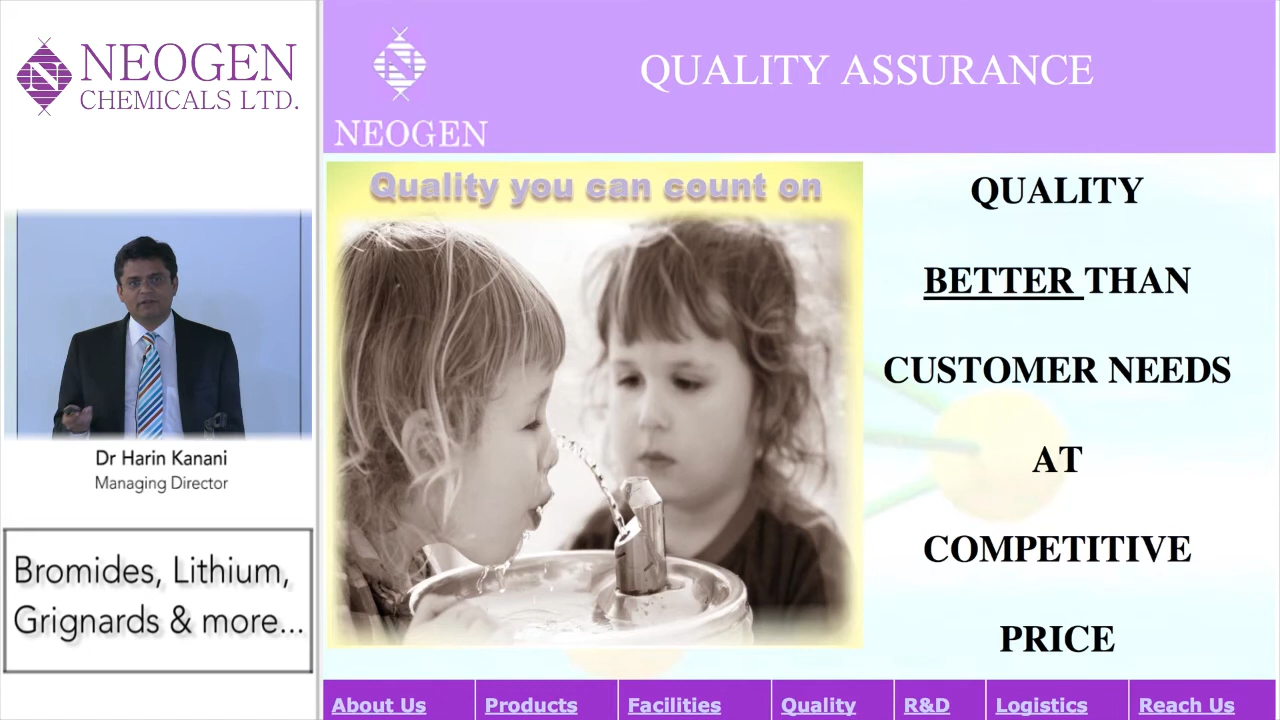 NEOGEN
CHEMICALS LTD.
Dr Harin Kanani
Managing Director
Bromides, Lithium,
Grignards & more...
NEOGEN
QUALITY ASSURANCE
Quality you can count on
QUALITY
BETTER THAN
CUSTOMER NEEDS
AT
COMPETITIVE
PRICE
About Us
Products
Facilities
Quality
R&D
Logistics
Reach Us